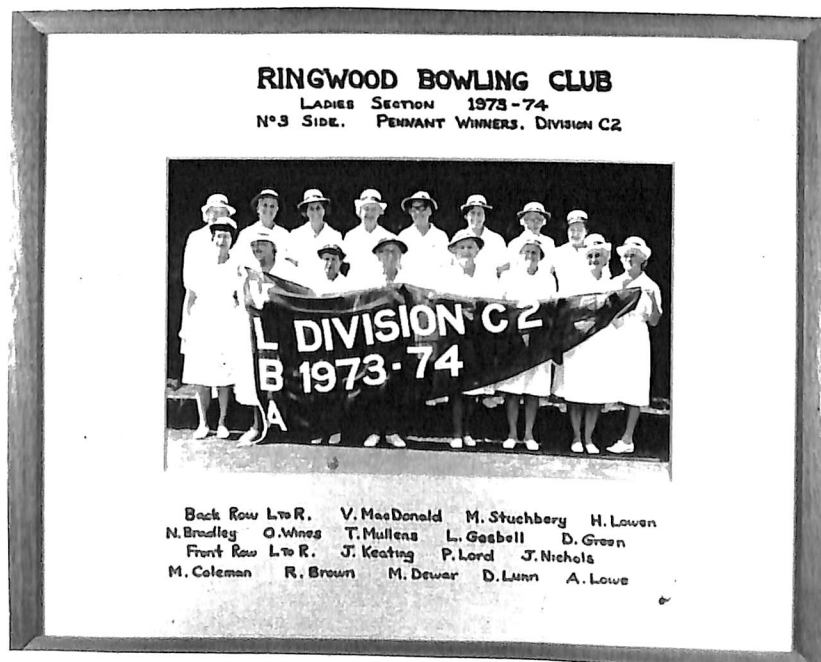 RINGWOOD BOWLING CLUB
LADIES SECTION 1973-74
Nº3 SIDE. PENNANT WINNERS. DIVISION C2
V
L DIVISION C2
B 1973-74
A
Back Row L to R. V. MacDonald M. Stuchbery H. Lowen
N. Bradley O. Wines T. Mullens L. Gasbell D. Green
Front Row L to R. J. Keating P. Lord J. Nichols
M. Coleman R. Brown M. Dewar D. Lunn A. Lowe